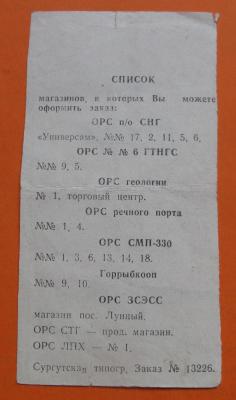 СПИСОК
магазинов, в которых Вы можете
оформить заказ:
ОРС п/о СНГ
«Универсам», №№ 17, 2, 11, 5, 6,
ОРС № № 6 ГТНГС
№№ 9, 5.
ОРС геологии
№ 1, торговый центр.
ОРС речного порта
№№ 1, 4.
ОРС СМП-330
№№ 1, 3, 6, 13, 14, 18.
Горрыбкооп
№№ 9, 10.
ОРС ЗСЭСС
магазин пос. Лунный.
ОРС СТГ — прод. магазин.
ОРС ЛПХ — № 1.
Сургутская типогр. Заказ № 13226.